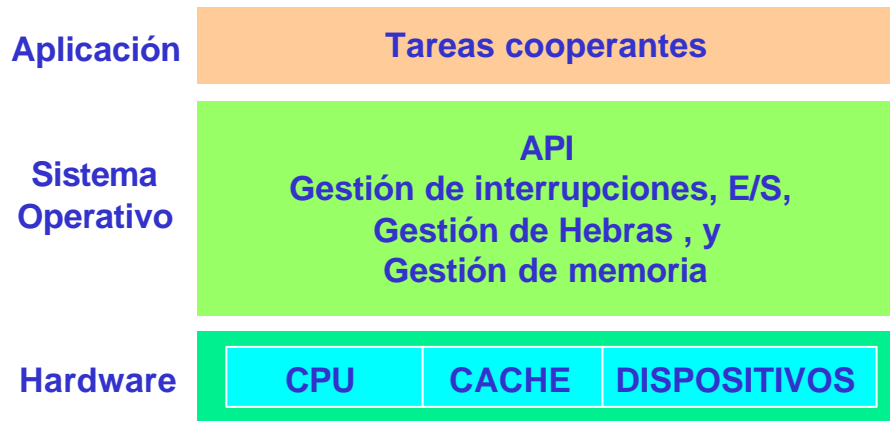 Aplicación
Tareas cooperantes
Sistema
Operativo
API
Gestión de interrupciones, E/S,
Gestión de Hebras , y
Gestión de memoria
Hardware
CPU
CACHE
DISPOSITIVOS